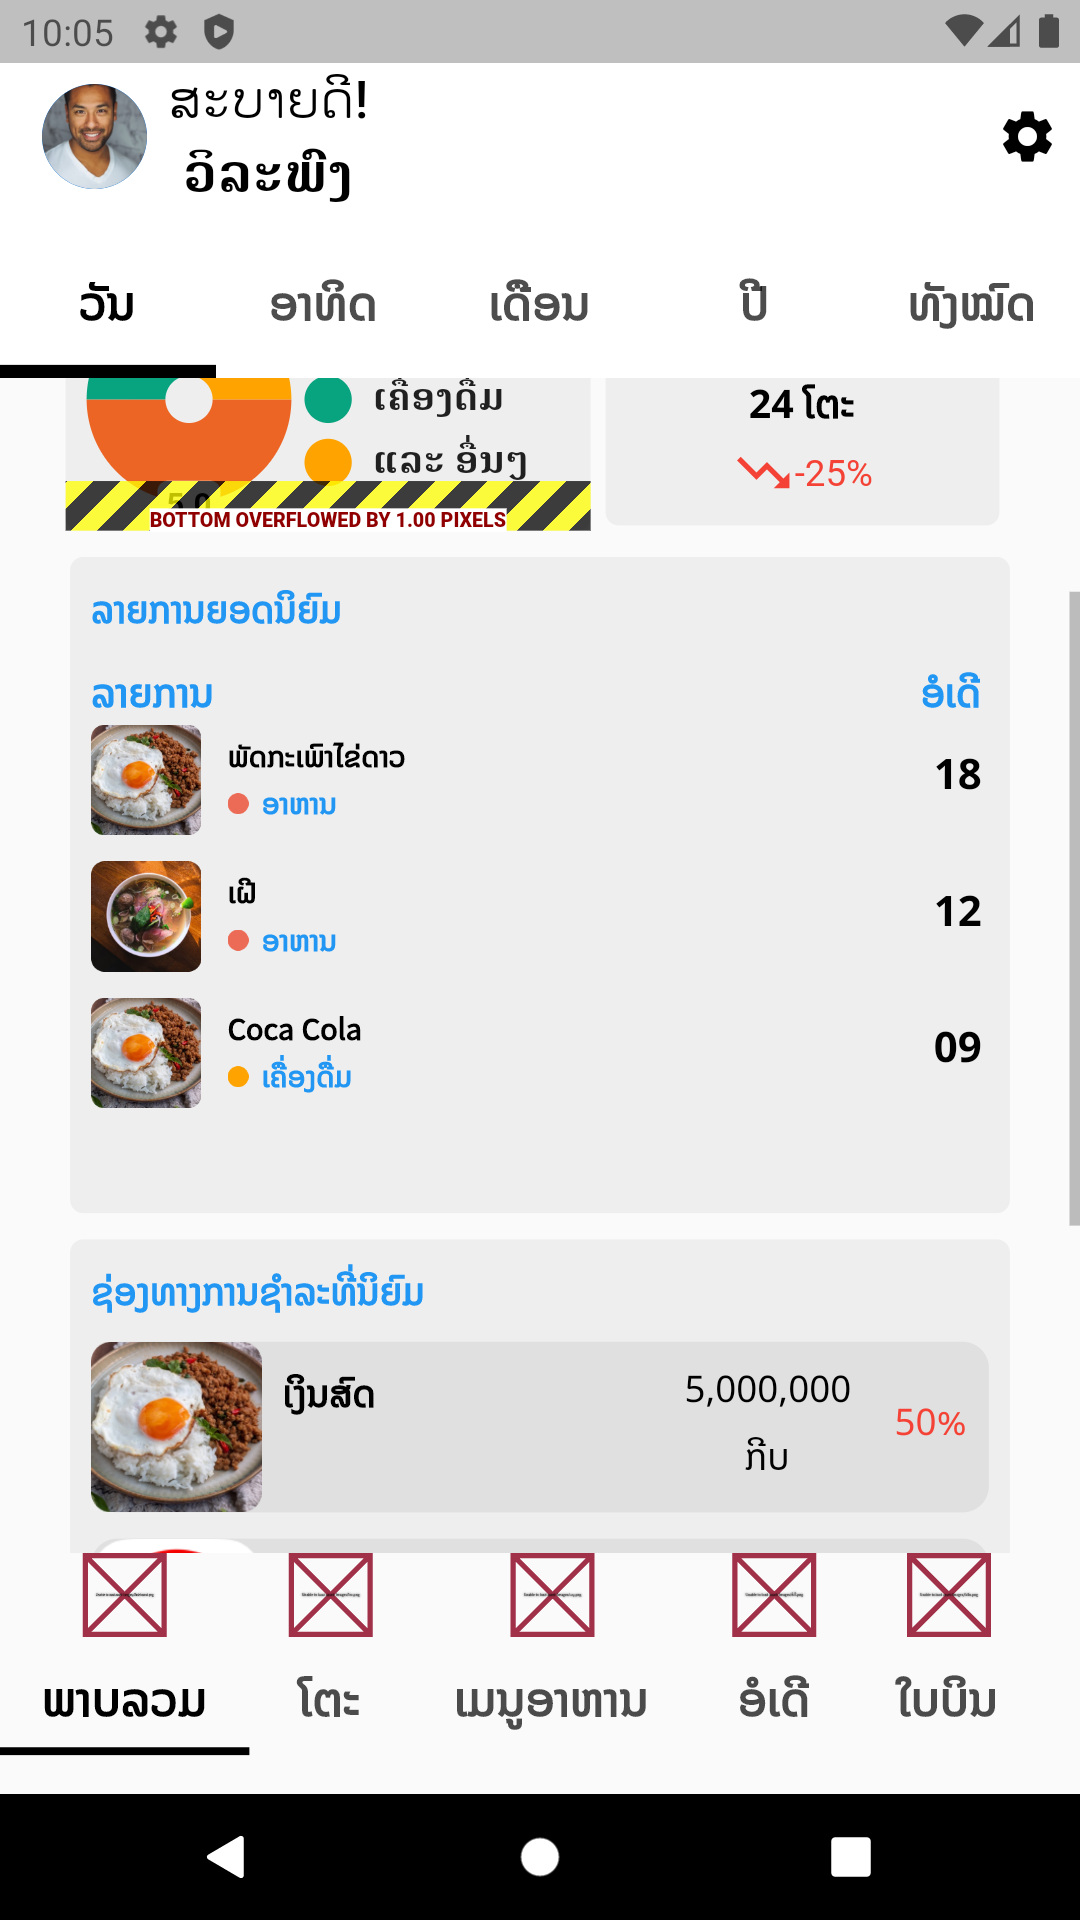 10:05
ສະບາຍດີ!
ວິລະພົງ
ວັນ ອາທິດ ເດືອນ ປີ ທັງໝົດ
ເຄື່ອງດື່ມ
ແລະ ອື່ນໆ
5.0
BOTTOM OVERFLOWED BY 1.00 PIXELS
24 ໂຕະ
-25%
ລາຍການຍອດນິຍົມ
ລາຍການ ອໍເດີ
ພັດກະເພົາໄຂ່ດາວ
ອາຫານ
18
ເຝີ
ອາຫານ
12
Coca Cola
ເຄື່ອງດື່ມ
09
ຊ່ອງທາງການຊຳລະທີ່ນິຍົມ
ເງິນສົດ
5,000,000
ກີບ
50%
ພາບລວມ ໂຕະ ເມນູອາຫານ ອໍເດີ ໃບບິນ